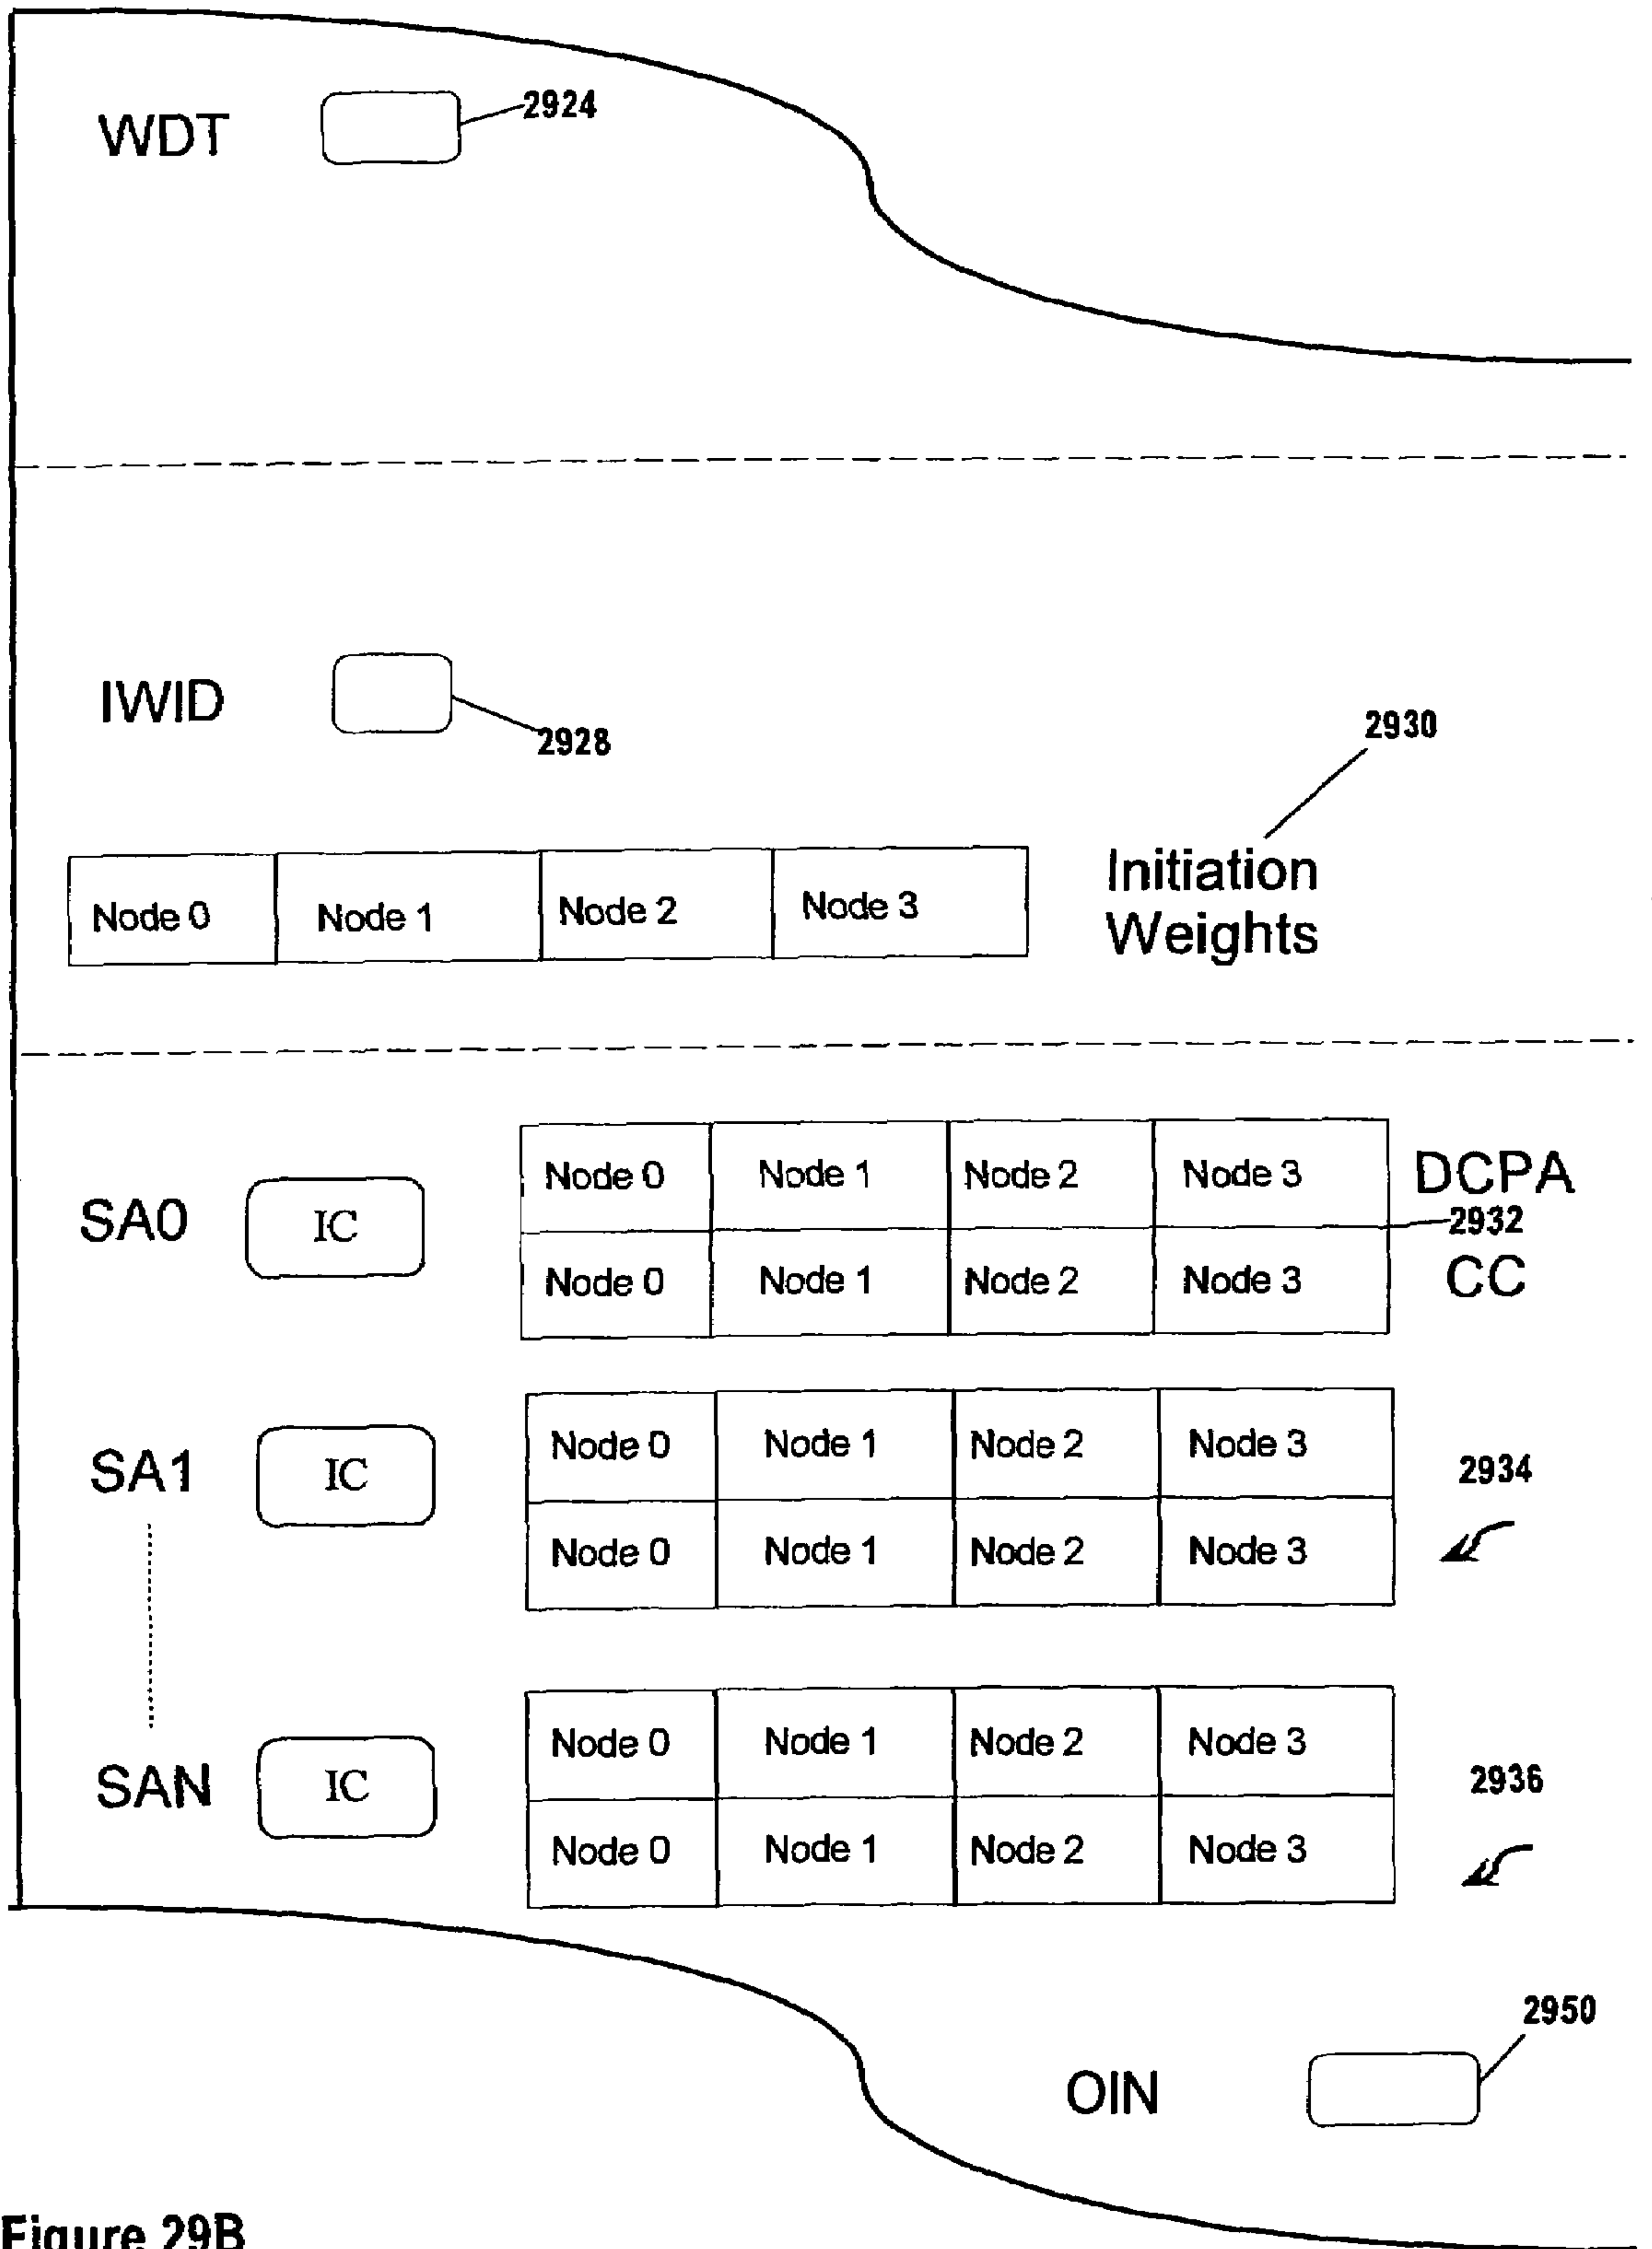 WDT 2924
IWID 2928
2930
Initiation
Weights
Node 0 Node 1 Node 2 Node 3
Node 0 Node 1 Node 2 Node 3 DCPA
SA0 IC 2932
Node 0 Node 1 Node 2 Node 3 CC
Node 0 Node 1 Node 2 Node 3
SA1 IC 2934
Node 0 Node 1 Node 2 Node 3
Node 0 Node 1 Node 2 Node 3
SAN IC 2936
Node 0 Node 1 Node 2 Node 3
2950
OIN
Figure 29B